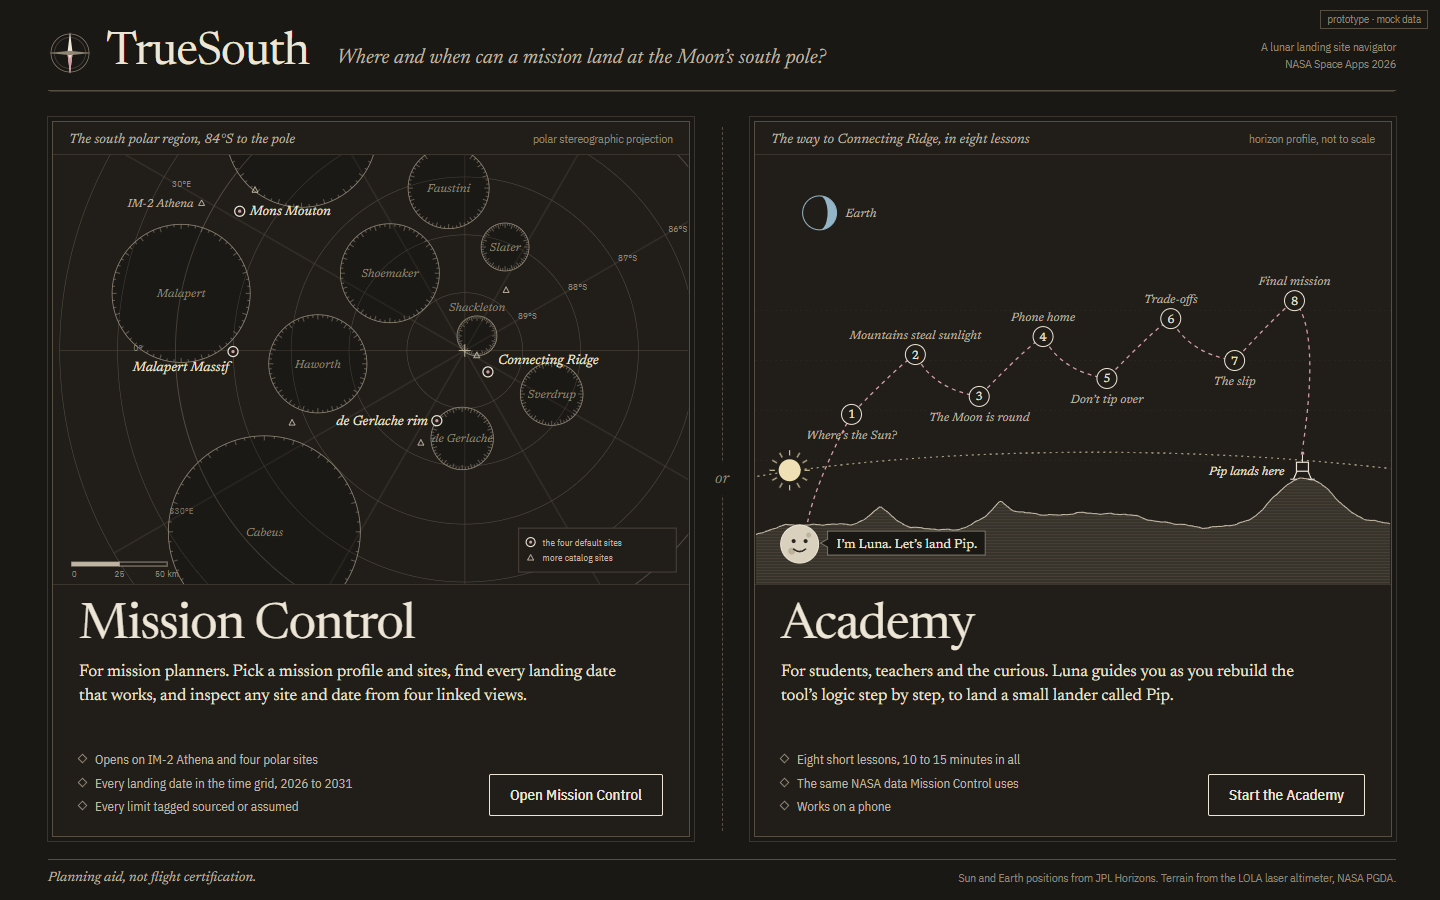 prototype · mock data
TrueSouth
Where and when can a mission land at the Moon’s south pole?
A lunar landing site navigator
NASA Space Apps 2026
The south polar region, 84°S to the pole
polar stereographic projection
30°E
IM-2 Athena
Mons Mouton
Faustini
86°S
Slater
87°S
Shoemaker
88°S
Malapert
Shackleton
89°S
0°
Malapert Massif
Connecting Ridge
Haworth
Sverdrup
de Gerlache rim
de Gerlache
330°E
Cabeus
the four default sites
more catalog sites
0 25 50 km
Mission Control
For mission planners. Pick a mission profile and sites, find every landing date
that works, and inspect any site and date from four linked views.
Opens on IM-2 Athena and four polar sites
Every landing date in the time grid, 2026 to 2031
Every limit tagged sourced or assumed
Open Mission Control
or
The way to Connecting Ridge, in eight lessons
horizon profile, not to scale
Earth
Final mission
8
Trade-offs
6
Phone home
4
Mountains steal sunlight
2
7
The slip
5
Don’t tip over
3
The Moon is round
1
Where’s the Sun?
Pip lands here
I’m Luna. Let’s land Pip.
Academy
For students, teachers and the curious. Luna guides you as you rebuild the
tool’s logic step by step, to land a small lander called Pip.
Eight short lessons, 10 to 15 minutes in all
The same NASA data Mission Control uses
Works on a phone
Start the Academy
Planning aid, not flight certification.
Sun and Earth positions from JPL Horizons. Terrain from the LOLA laser altimeter, NASA PGDA.